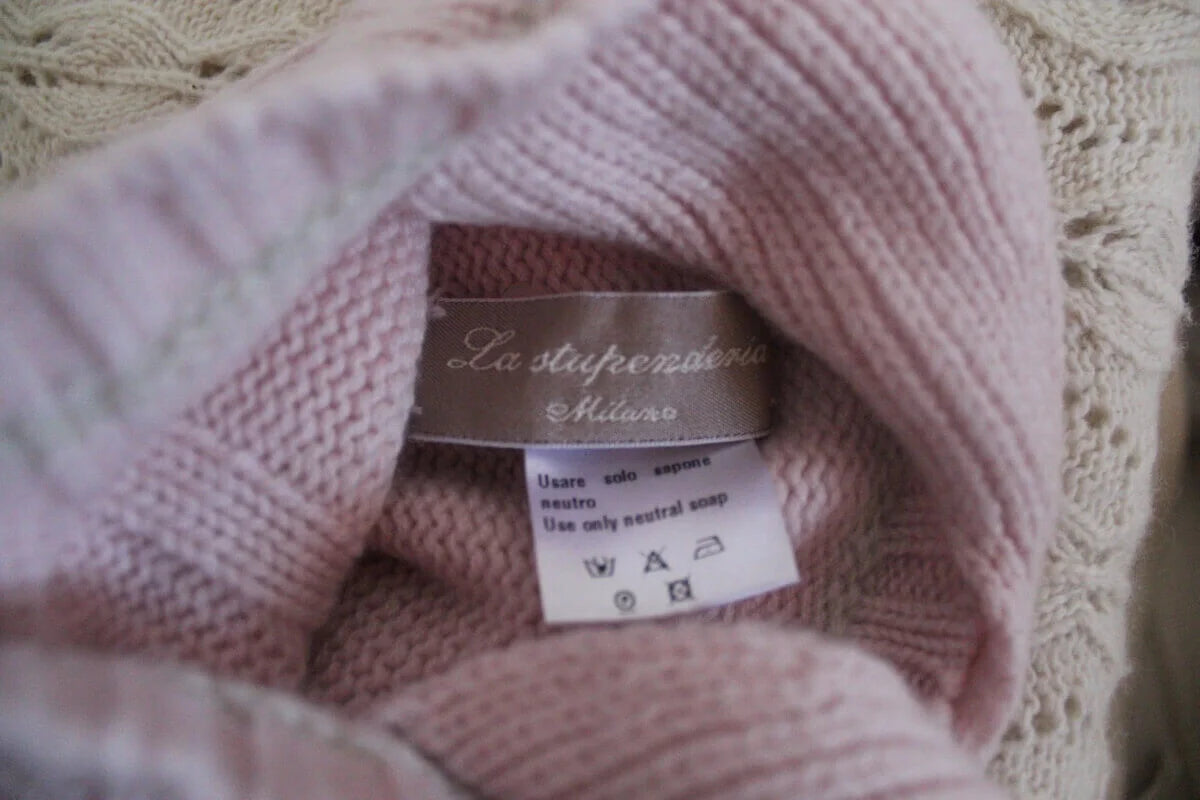 La stupenderia
Milano
Usare solo sapone
neutro
Use only neutral soap